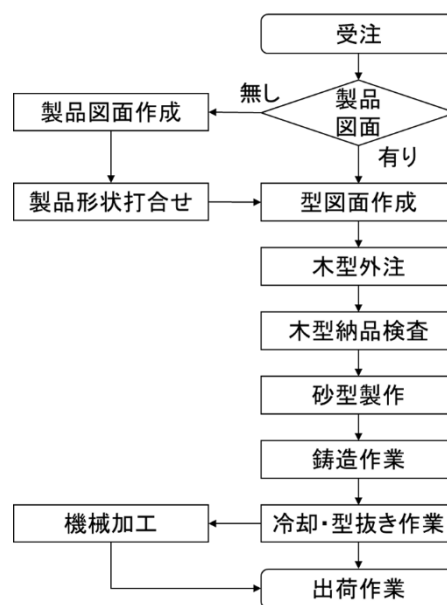 受注
製品
図面
無し
有り
製品図面作成
製品形状打合せ
型図面作成
木型外注
木型納品検査
砂型製作
鋳造作業
冷却・型抜き作業
機械加工
出荷作業